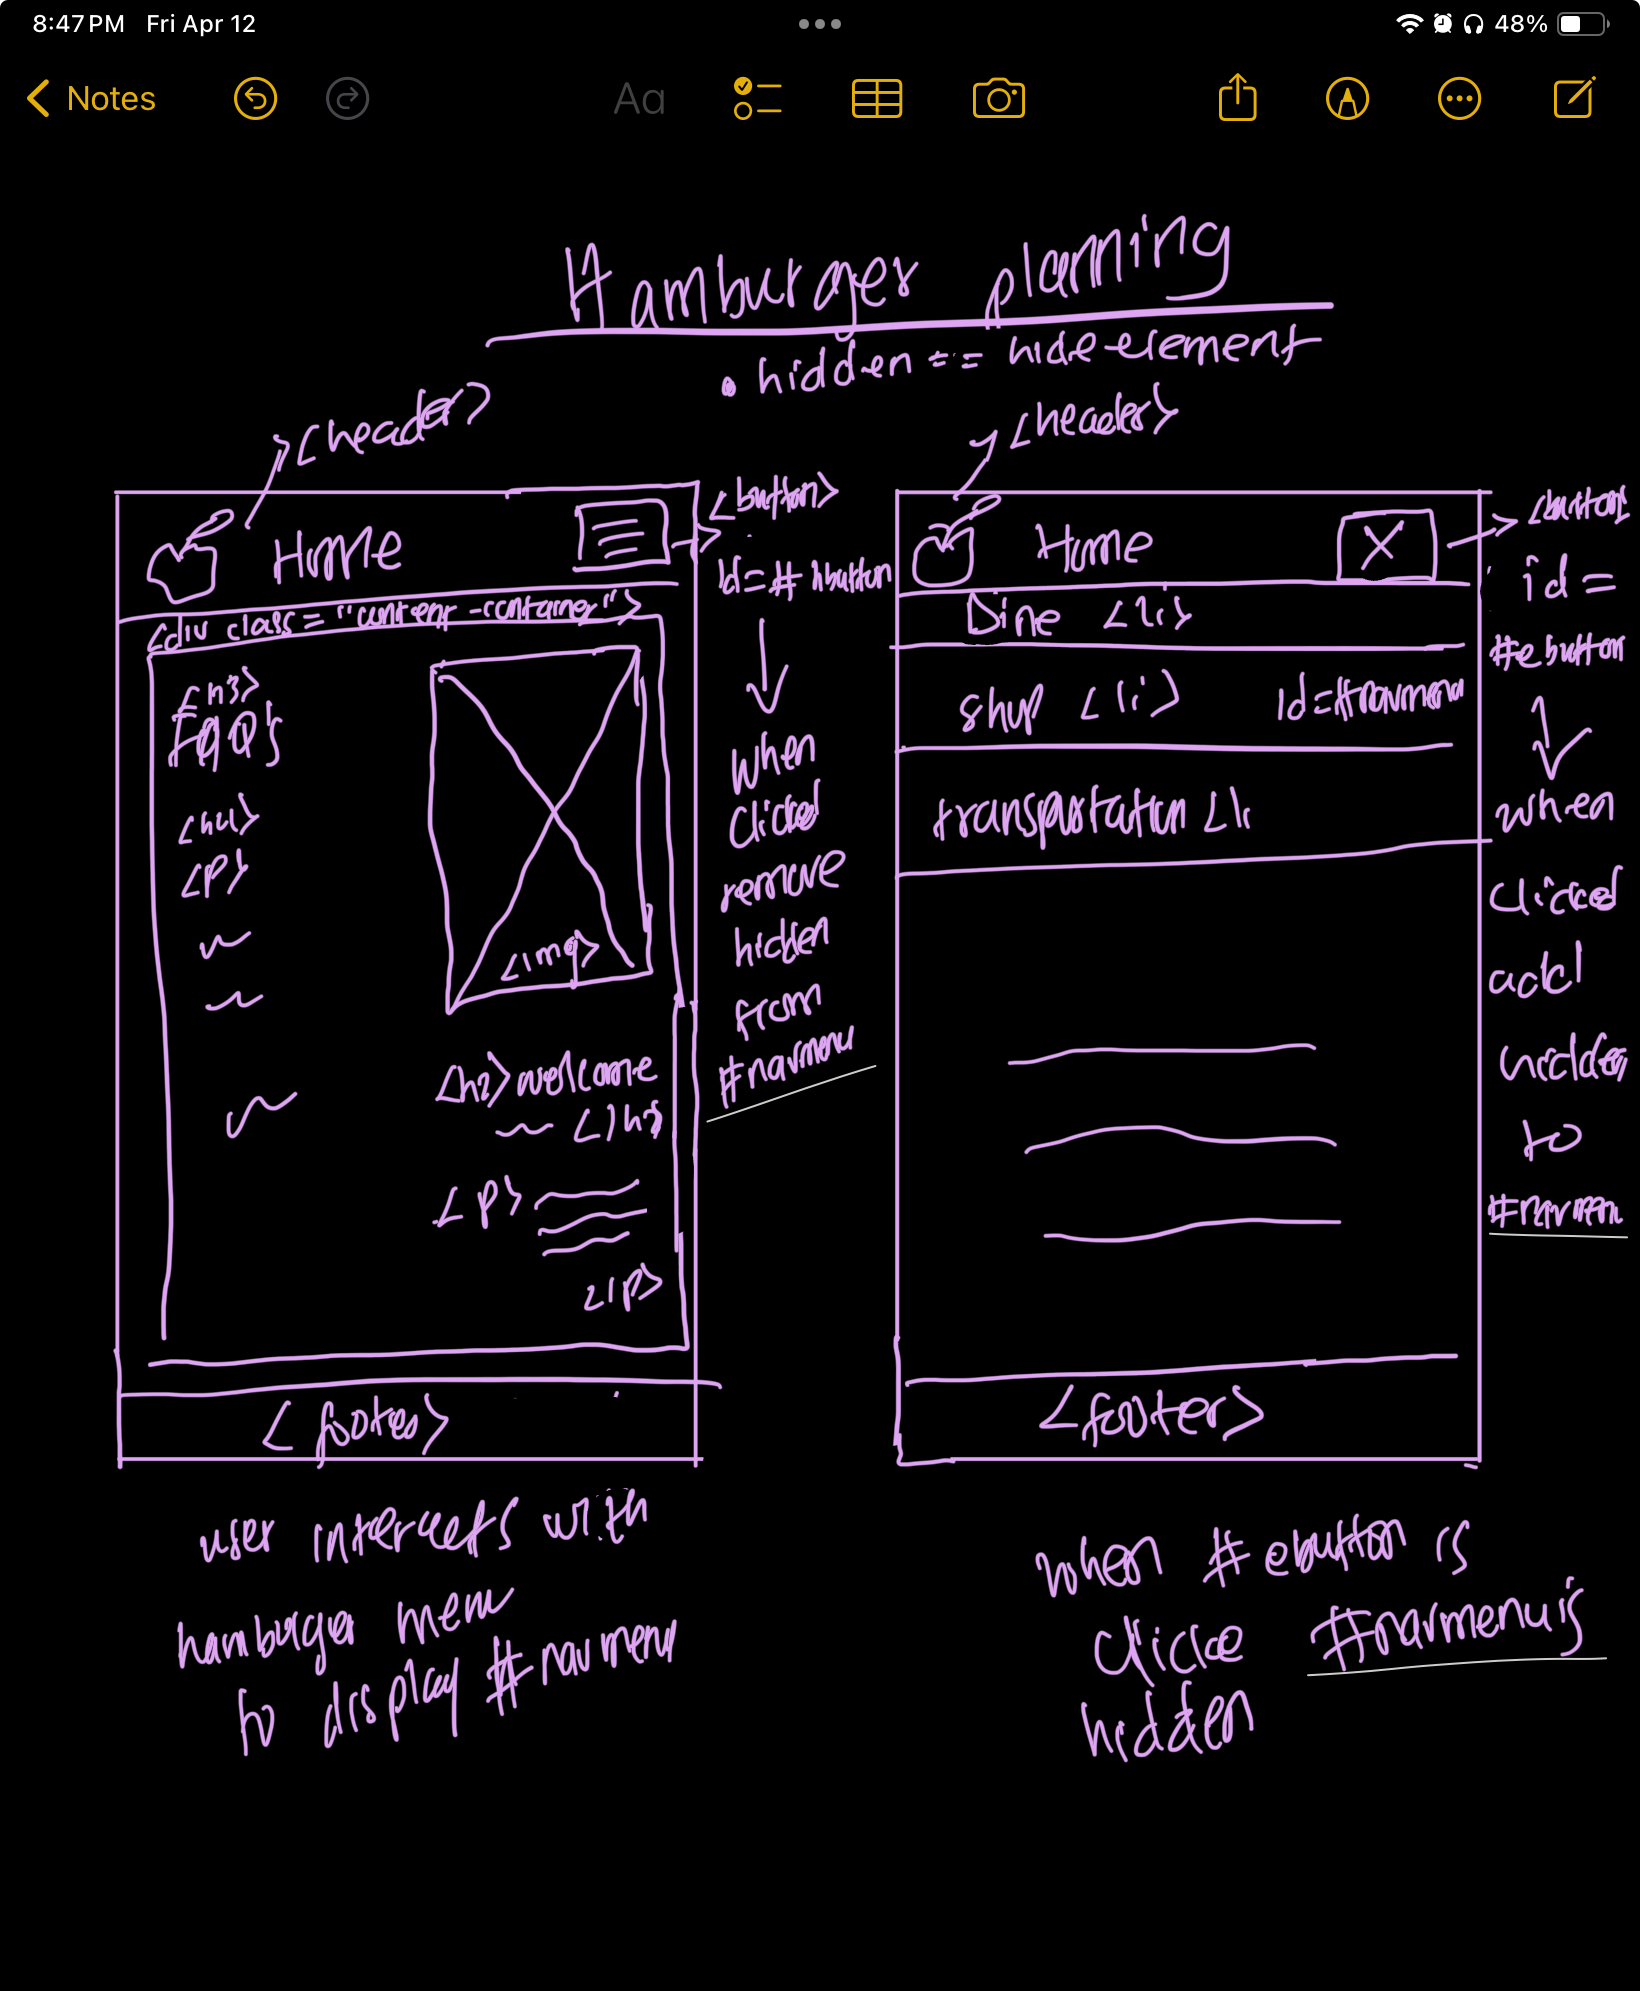 8:47 PM Fri Apr 12
48%
Notes
Aa
Hamburger planning
• hidden == hide element
<header>
<header>
Home
<button>
id=#hbutton
when
clicked
remove
hidden
from
#navmenu
<div class="content-container">
<h3>
FAQ's
<h4>
<p>
<img>
<h2>welcome
</h2>
<p>
</p>
<footer>
user interacts with
hamburger menu
to display #navmenu
Home
X
<button>
id =
#ebutton
when
clicked
add
hidden
to
#navmenu
Dine <li>
shop <li> id=#navmenu
transportation <li
<footer>
when #ebutton is
clicke #navmenu is
hidden